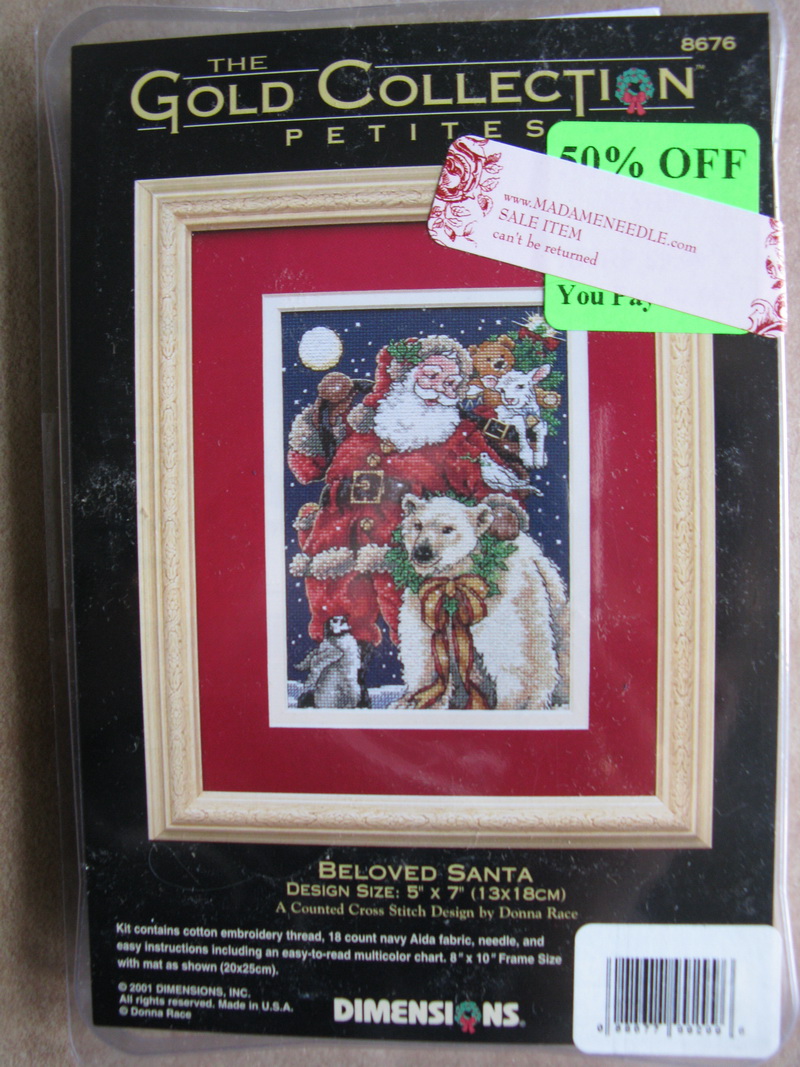 8676
THE
GOLD COLLECTION™
PETITES
50% OFF
www.MADAMENEEDLE.com
SALE ITEM
can't be returned
You Pay
BELOVED SANTA
DESIGN SIZE: 5" X 7" (13X18CM)
A Counted Cross Stitch Design by Donna Race
Kit contains cotton embroidery thread, 18 count navy Aida fabric, needle, and
easy instructions including an easy-to-read multicolor chart. 8" x 10" Frame Size
with mat as shown (20x25cm).
© 2001 DIMENSIONS, INC.
All rights reserved. Made in U.S.A.
© Donna Race
DIMENSIONS®